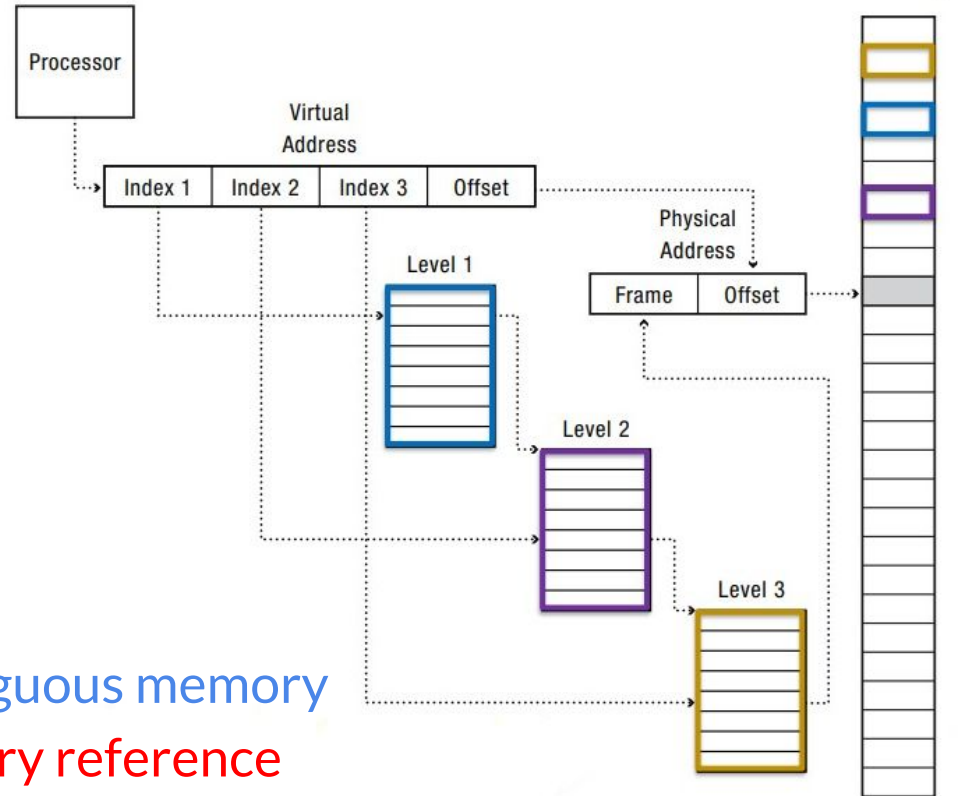 Processor
Virtual
Address
Index 1 Index 2 Index 3 Offset
Physical
Address
Level 1
Frame Offset
Level 2
Level 3
guous memory
ry reference